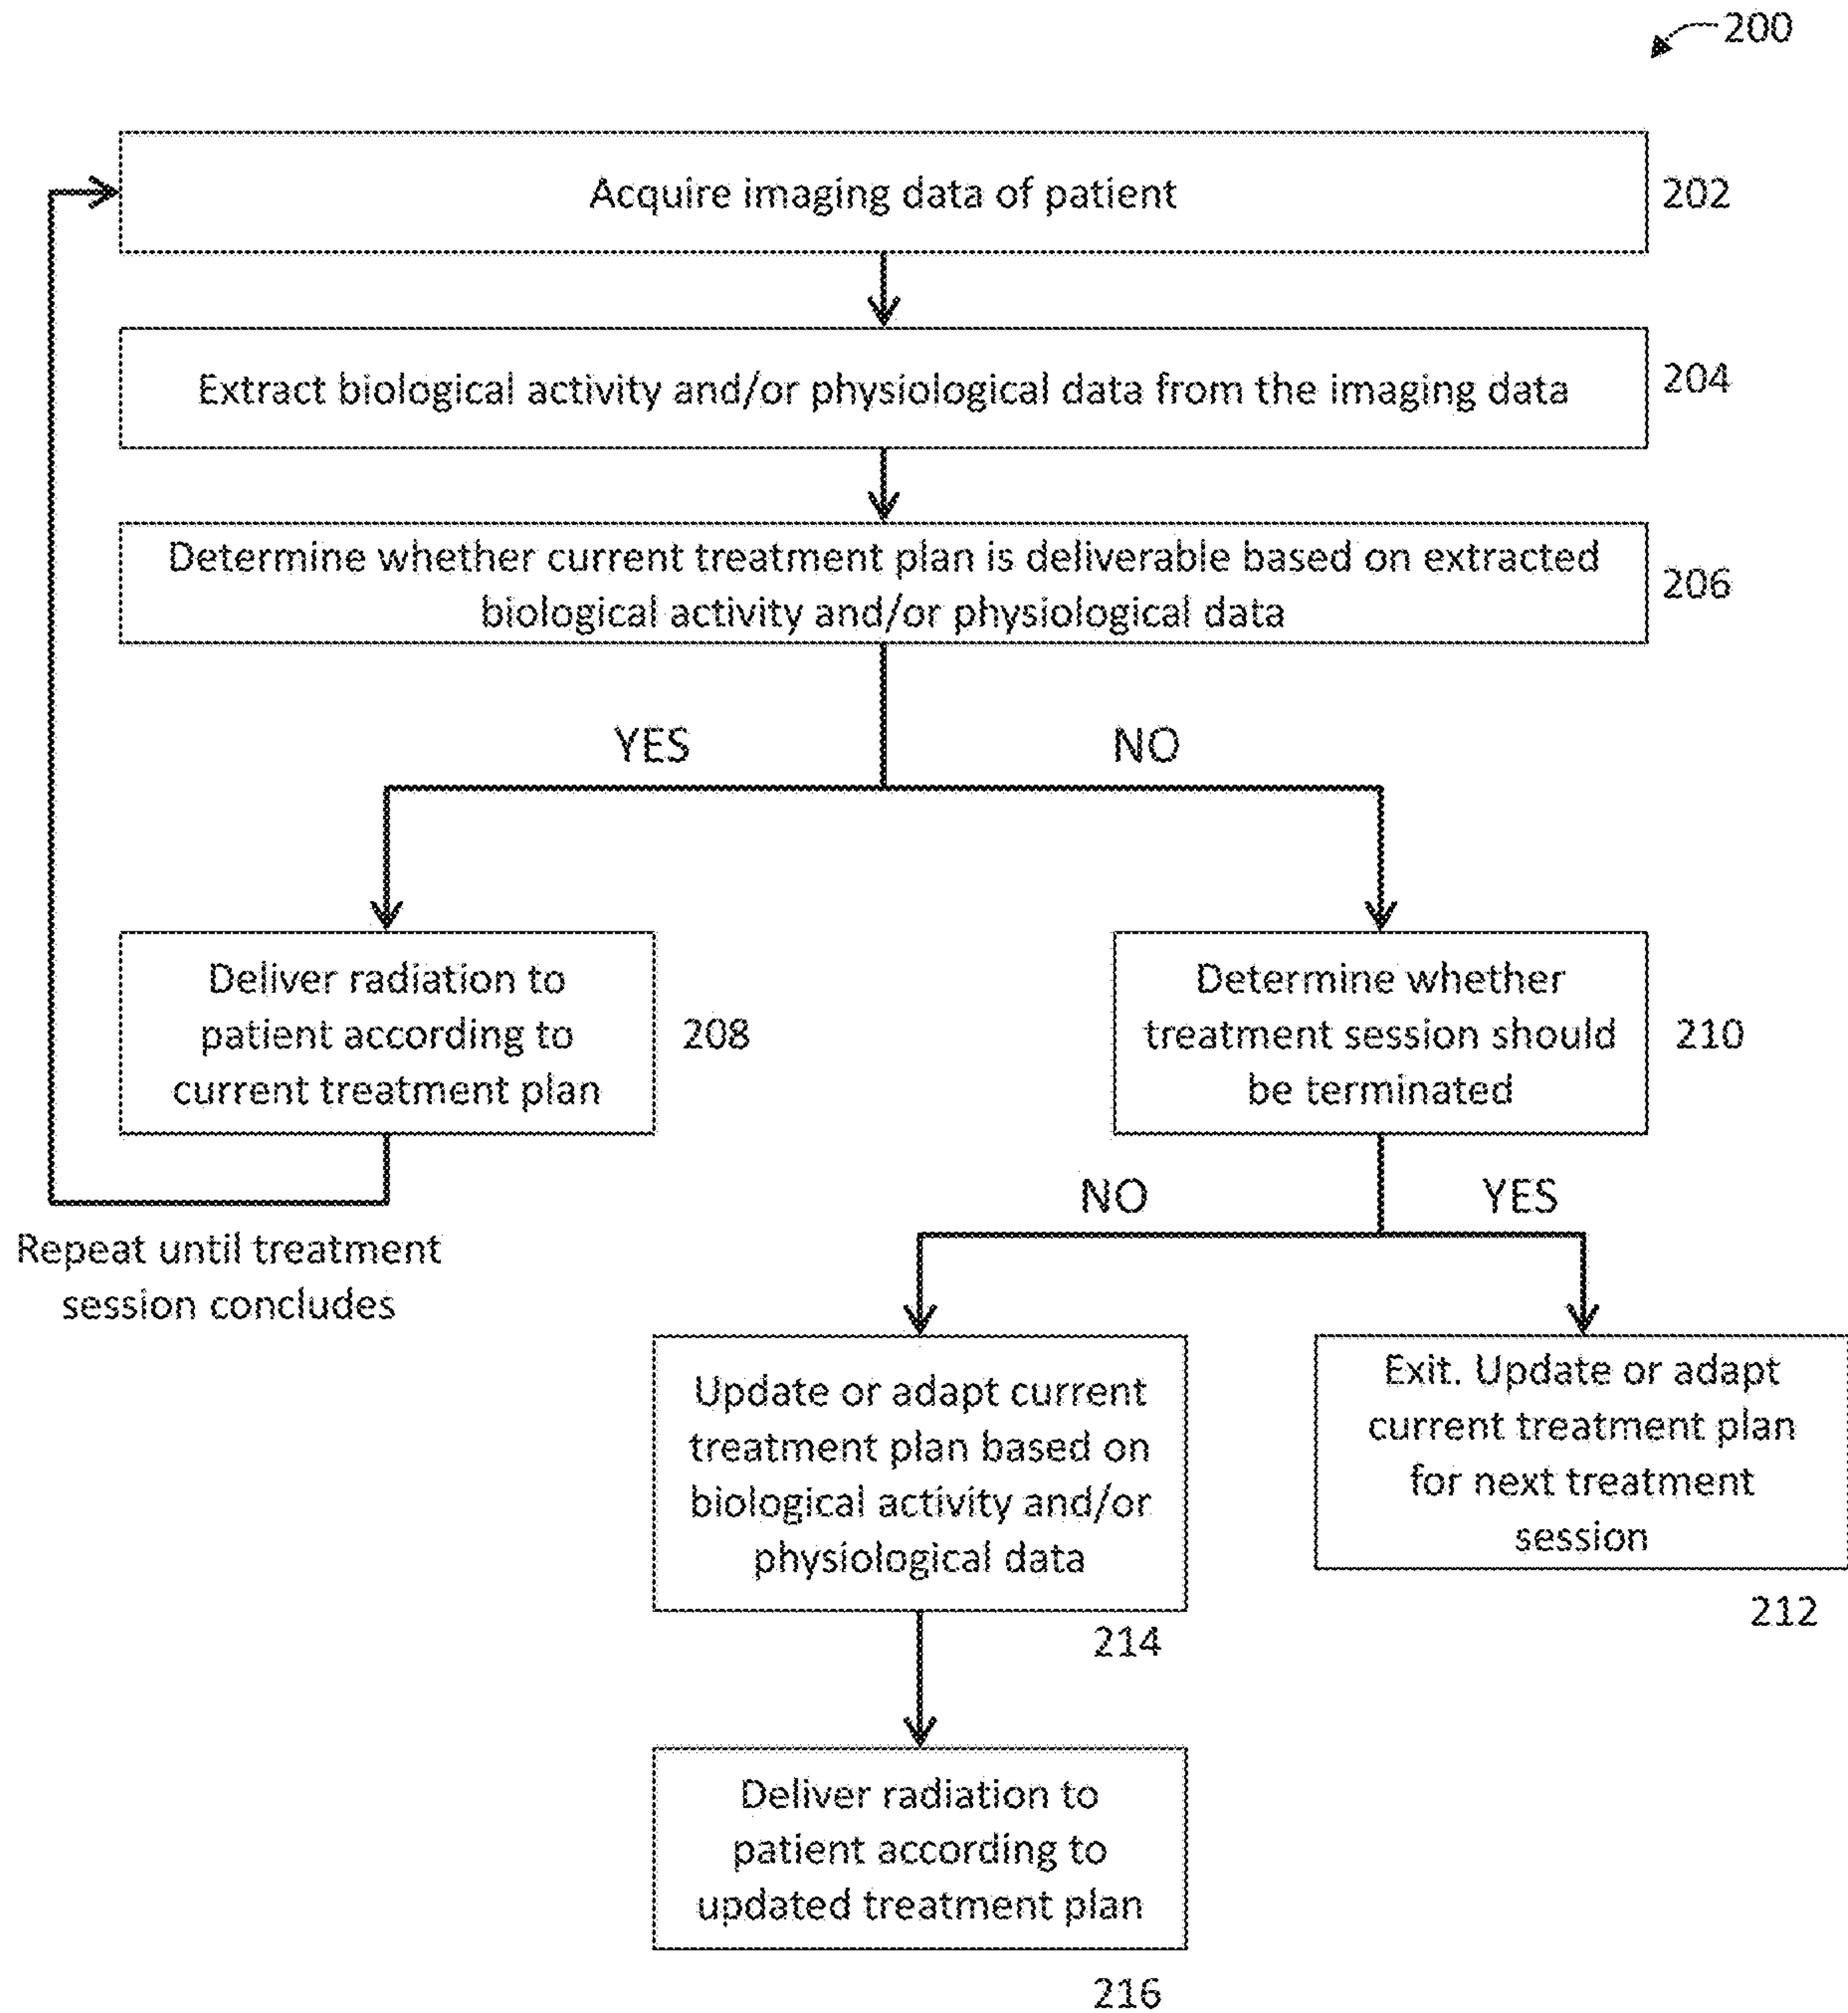 200
Acquire imaging data of patient
202
Extract biological activity and/or physiological data from the imaging data
204
Determine whether current treatment plan is deliverable based on extracted
biological activity and/or physiological data
206
YES
NO
Deliver radiation to
patient according to
current treatment plan
208
Determine whether
treatment session should
be terminated
210
Repeat until treatment
session concludes
NO
YES
Update or adapt current
treatment plan based on
biological activity and/or
physiological data
214
Exit. Update or adapt
current treatment plan
for next treatment
session
212
Deliver radiation to
patient according to
updated treatment plan
216